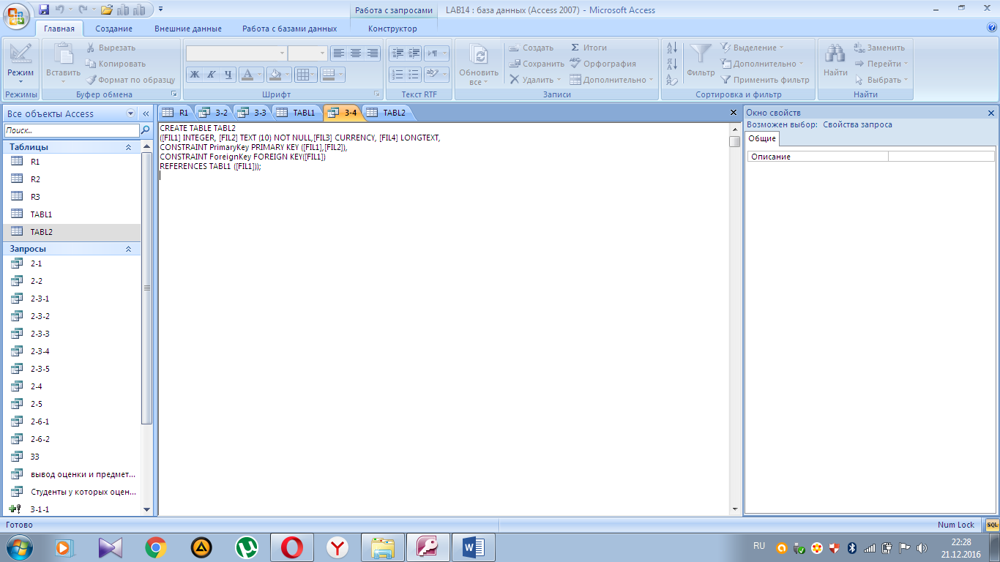 Работа с запросами
LAB14 : база данных (Access 2007) - Microsoft Access
Главная
Создание
Внешние данные
Работа с базами данных
Конструктор
Режим
Режимы
Вставить
Вырезать
Копировать
Формат по образцу
Буфер обмена
Ж К Ч А
Шрифт
Текст RTF
Обновить все
Создать
Сохранить
Удалить
Итоги
Орфография
Дополнительно
Записи
Фильтр
Выделение
Дополнительно
Применить фильтр
Сортировка и фильтр
Найти
Заменить
Перейти
Выбрать
Найти
Все объекты Access
Поиск...
Таблицы
R1
R2
R3
TABL1
TABL2
Запросы
2-1
2-2
2-3-1
2-3-2
2-3-3
2-3-4
2-3-5
2-4
2-5
2-6-1
2-6-2
33
вывод оценки и предмет...
Студенты у которых оцен...
3-1-1
R1
3-2
3-3
TABL1
3-4
TABL2
CREATE TABLE TABL2
([FIL1] INTEGER, [FIL2] TEXT (10) NOT NULL,[FIL3] CURRENCY, [FIL4] LONGTEXT,
CONSTRAINT PrimaryKey PRIMARY KEY ([FIL1],[FIL2]),
CONSTRAINT ForeignKey FOREIGN KEY([FIL1])
REFERENCES TABL1 ([FIL1]));
Окно свойств
Возможен выбор: Свойства запроса
Общие
Описание
Готово
Num Lock
SQL
RU
22:28
21.12.2016